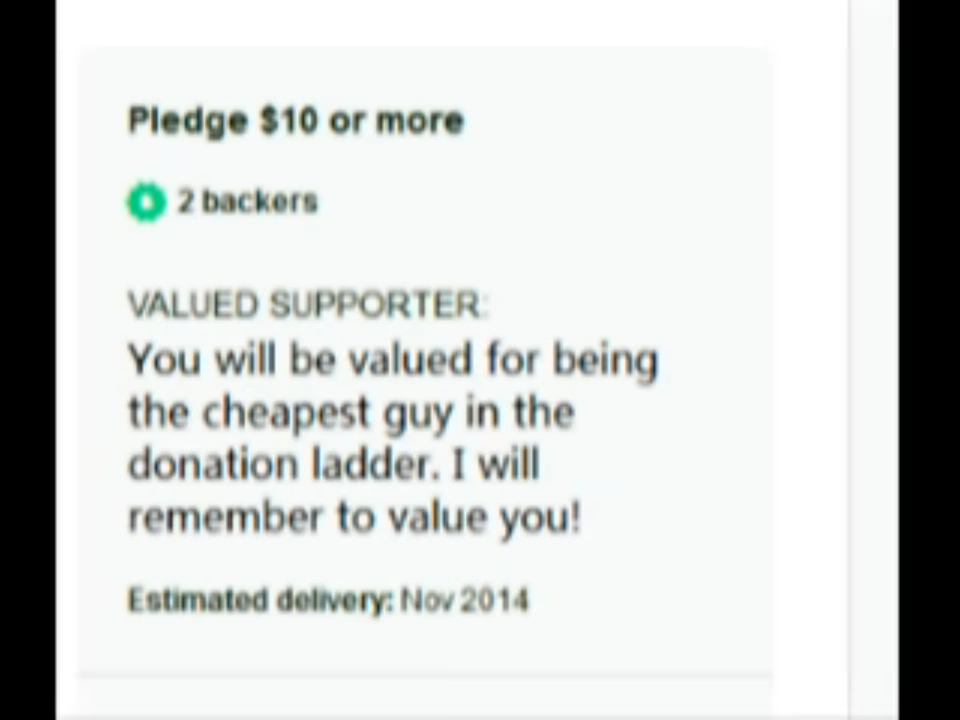 Pledge $10 or more
2 backers
VALUED SUPPORTER:
You will be valued for being
the cheapest guy in the
donation ladder. I will
remember to value you!
Estimated delivery: Nov 2014